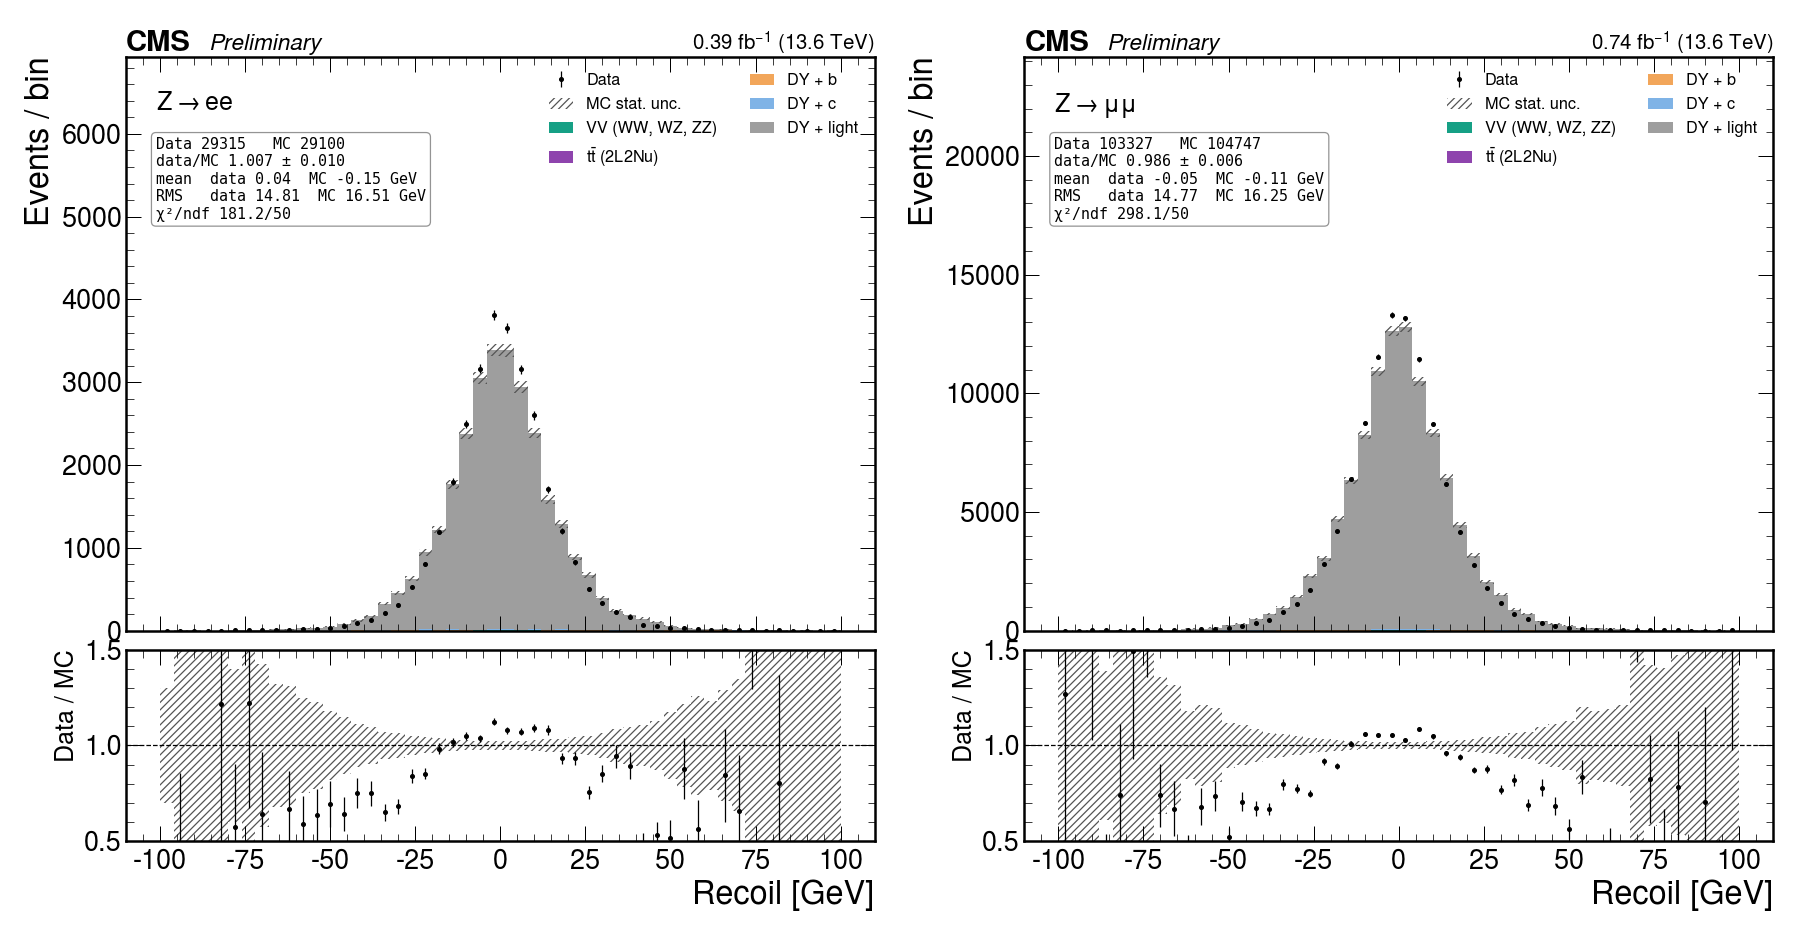 CMS Preliminary 0.39 fb⁻¹ (13.6 TeV)
Events / bin
Z → ee
Data 29315 MC 29100
data/MC 1.007 ± 0.010
mean data 0.04 MC -0.15 GeV
RMS data 14.81 MC 16.51 GeV
χ²/ndf 181.2/50
Data
MC stat. unc.
VV (WW, WZ, ZZ)
tt̄ (2L2Nu)
DY + b
DY + c
DY + light
6000
5000
4000
3000
2000
1000
0
Data / MC
1.5
1.0
0.5
-100 -75 -50 -25 0 25 50 75 100
Recoil [GeV]
CMS Preliminary 0.74 fb⁻¹ (13.6 TeV)
Events / bin
Z → μμ
Data 103327 MC 104747
data/MC 0.986 ± 0.006
mean data -0.05 MC -0.11 GeV
RMS data 14.77 MC 16.25 GeV
χ²/ndf 298.1/50
Data
MC stat. unc.
VV (WW, WZ, ZZ)
tt̄ (2L2Nu)
DY + b
DY + c
DY + light
20000
15000
10000
5000
0
Data / MC
1.5
1.0
0.5
-100 -75 -50 -25 0 25 50 75 100
Recoil [GeV]